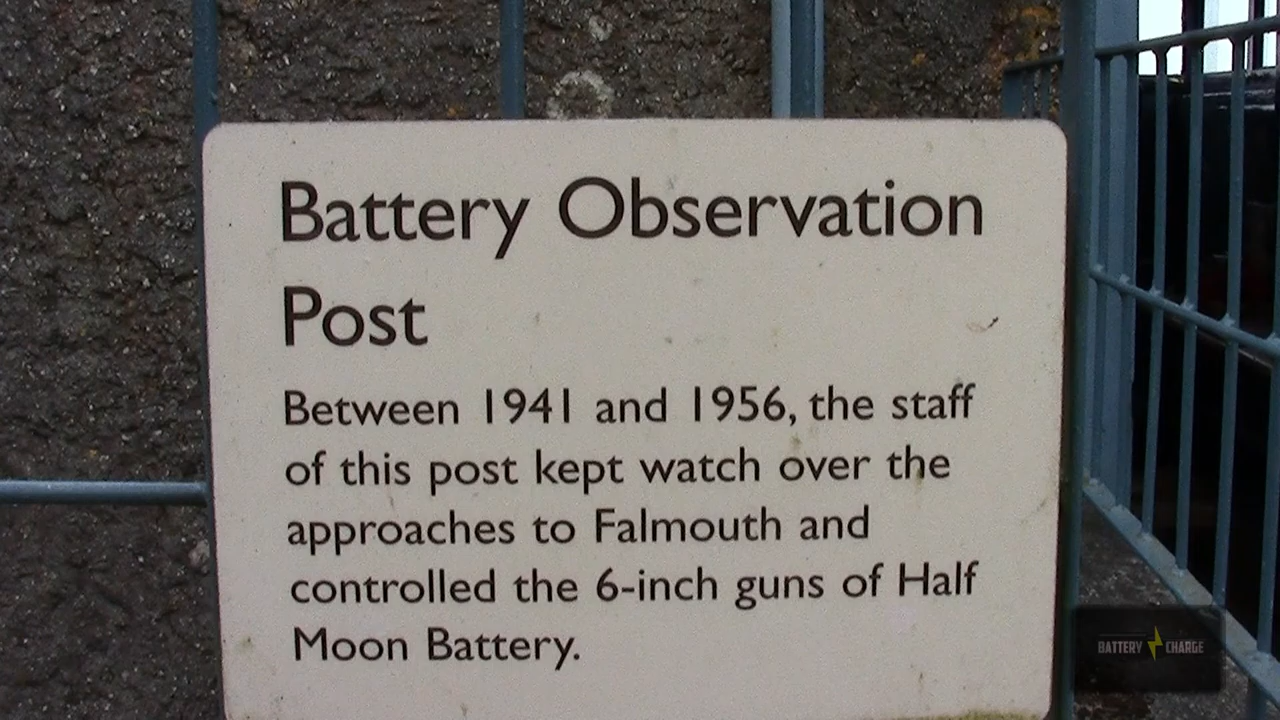 Battery Observation
Post
Between 1941 and 1956, the staff
of this post kept watch over the
approaches to Falmouth and
controlled the 6-inch guns of Half
Moon Battery.
BATTERY CHARGE